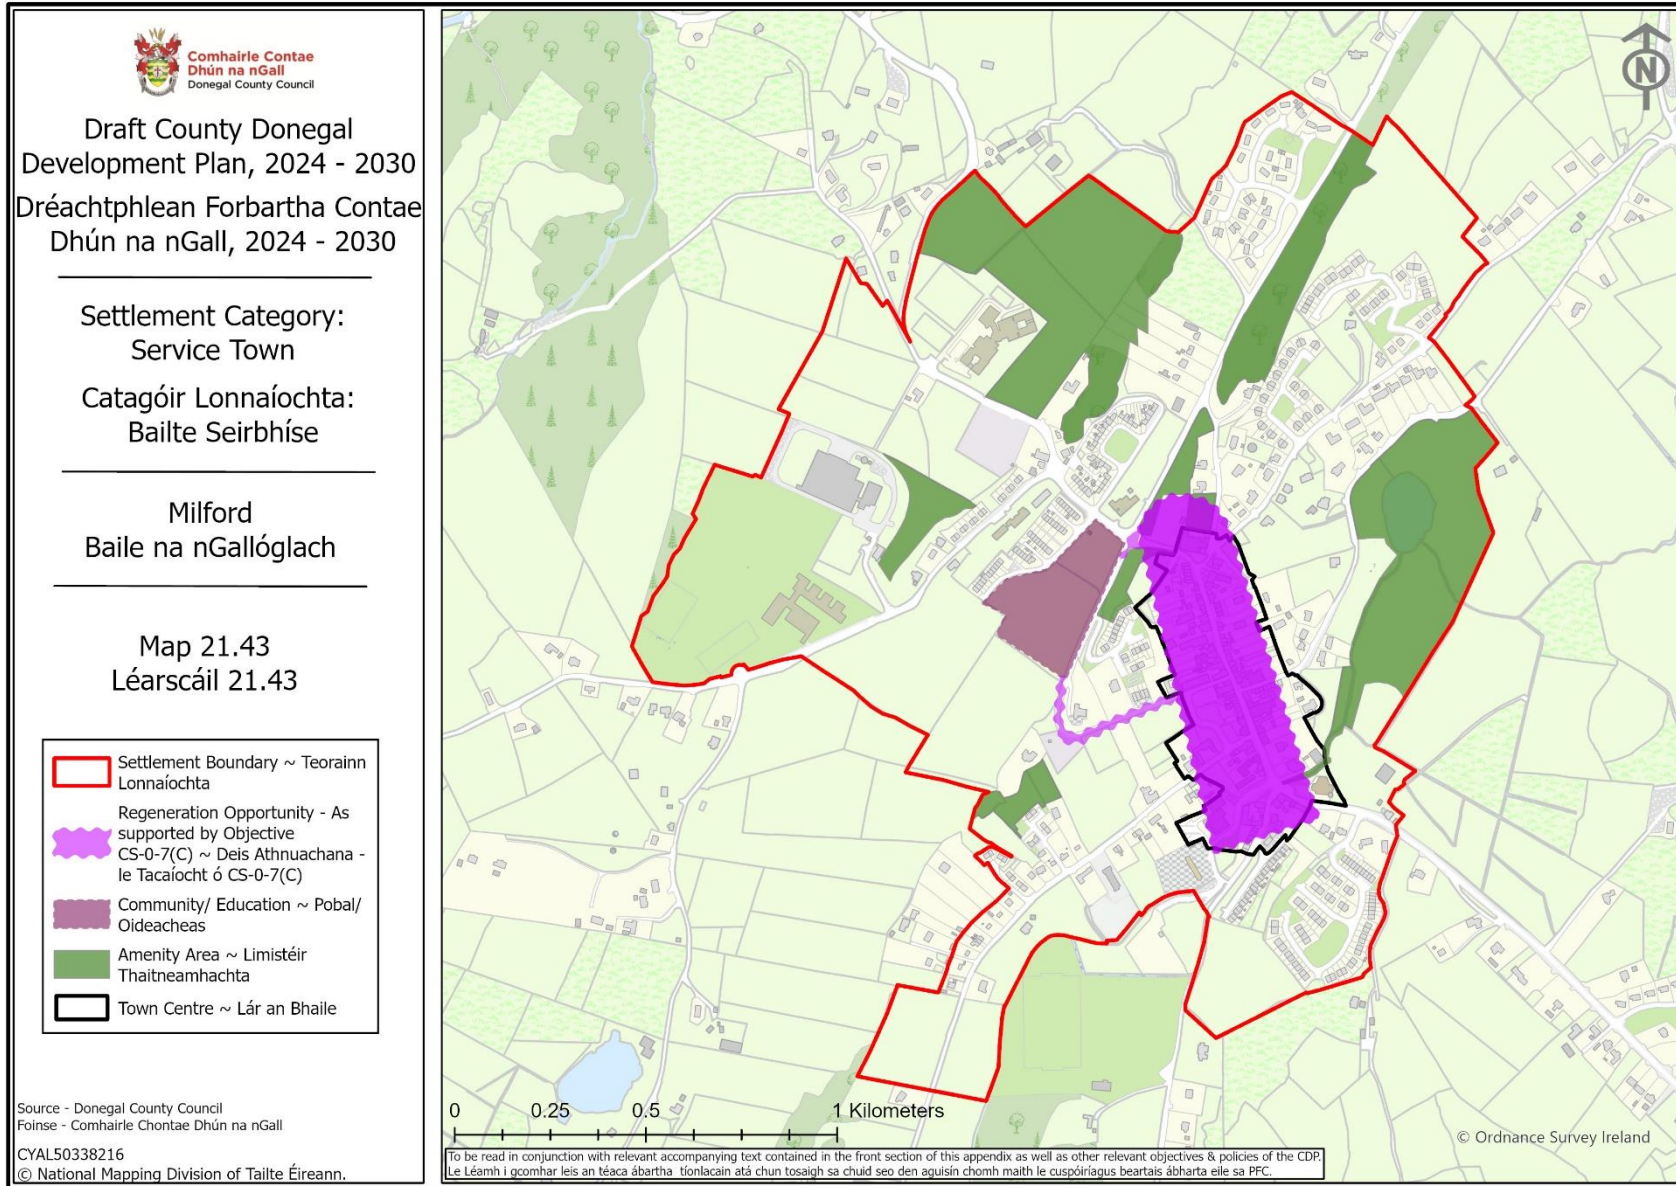 Comhairle Contae
Dhún na nGall
Donegal County Council
Draft County Donegal
Development Plan, 2024 - 2030
Dréachtphlean Forbartha Contae
Dhún na nGall, 2024 - 2030
Settlement Category:
Service Town
Catagóir Lonnaíochta:
Bailte Seirbhíse
Milford
Baile na nGallóglach
Map 21.43
Léarscáil 21.43
Settlement Boundary ~ Teorainn
Lonnaíochta
Regeneration Opportunity - As
supported by Objective
CS-0-7(C) ~ Deis Athnuachana -
le Tacaíocht ó CS-0-7(C)
Community/ Education ~ Pobal/
Oideacheas
Amenity Area ~ Limistéir
Thaitneamhachta
Town Centre ~ Lár an Bhaile
Source - Donegal County Council
Foinse - Comhairle Chontae Dhún na nGall
CYAL50338216
© National Mapping Division of Tailte Éireann.
N
0 0.25 0.5 1 Kilometers
© Ordnance Survey Ireland
To be read in conjunction with relevant accompanying text contained in the front section of this appendix as well as other relevant objectives & policies of the CDP.
Le Léamh i gcomhar leis an téaca ábartha tíonlacain atá chun tosaigh sa chuid seo den aguisín chomh maith le cuspóiríagus beartais ábharta eile sa PFC.